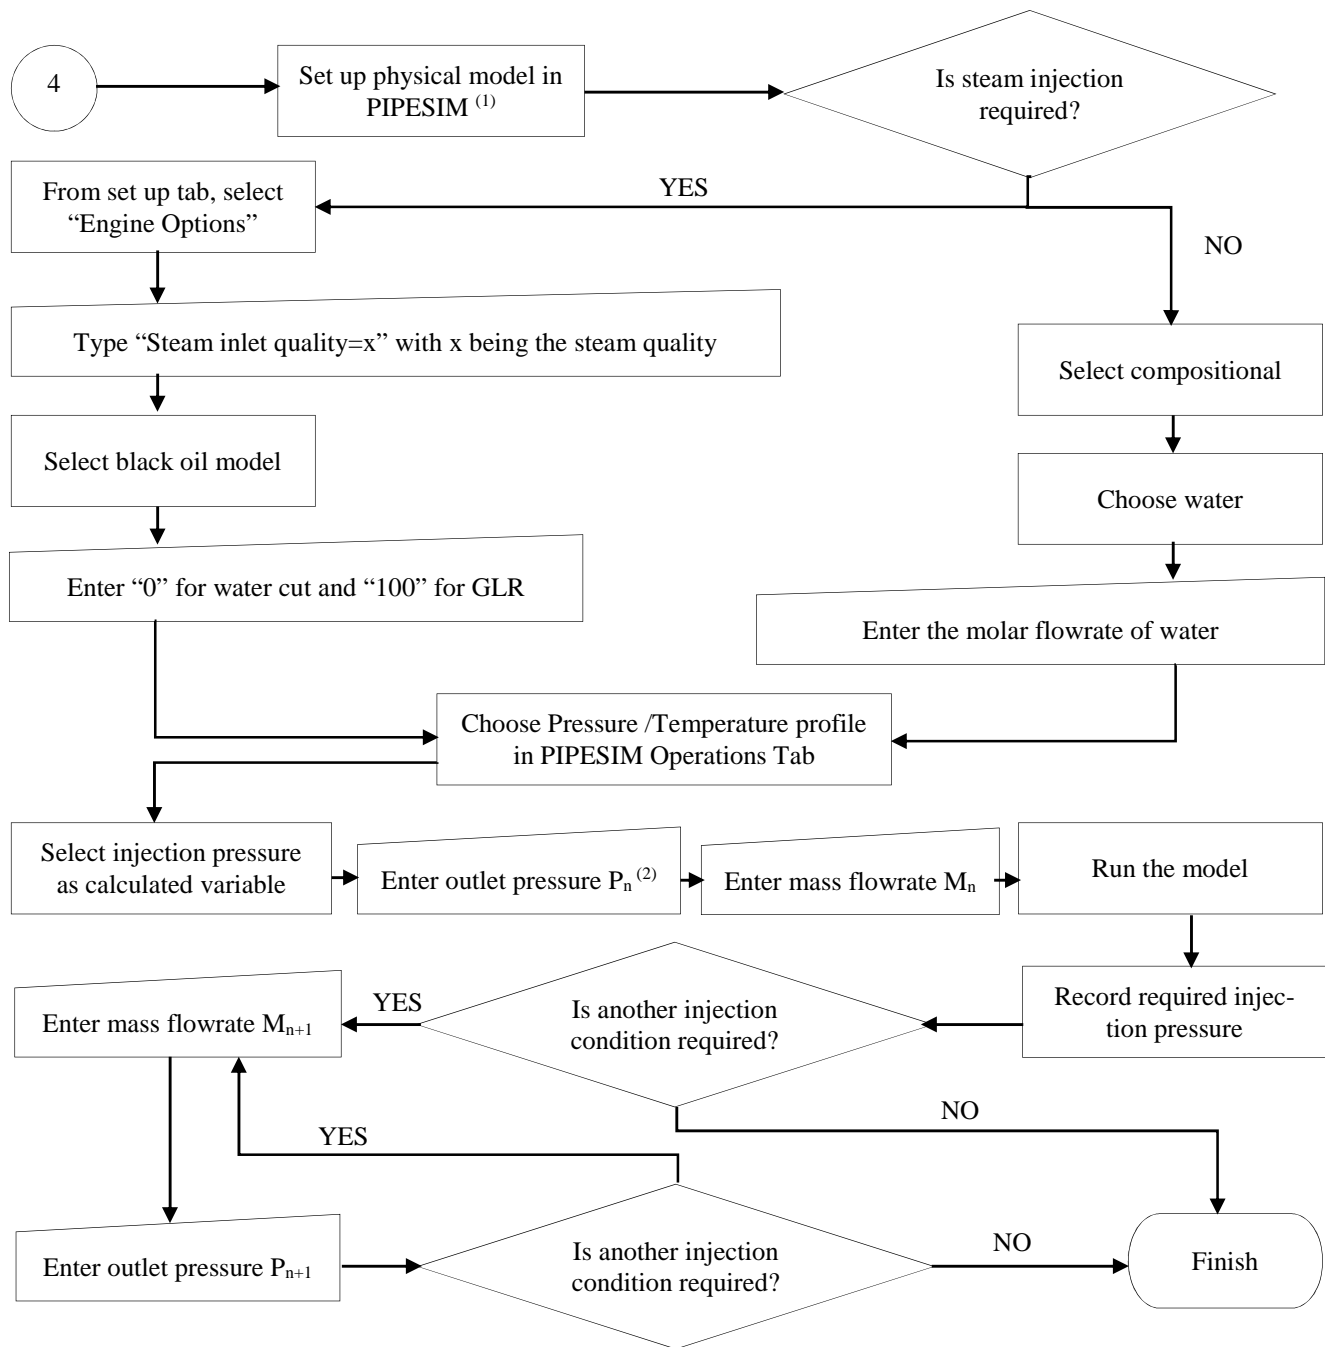 4
Set up physical model in
PIPESIM (1)
Is steam injection
required?
YES
From set up tab, select
“Engine Options”
NO
Type “Steam inlet quality=x” with x being the steam quality
Select compositional
Select black oil model
Choose water
Enter “0” for water cut and “100” for GLR
Enter the molar flowrate of water
Choose Pressure /Temperature profile
in PIPESIM Operations Tab
Select injection pressure
as calculated variable
Enter outlet pressure Pn (2)
Enter mass flowrate Mn
Run the model
Record required injec-
tion pressure
Is another injection
condition required?
YES
Enter mass flowrate Mn+1
NO
YES
Enter outlet pressure Pn+1
Is another injection
condition required?
NO
Finish